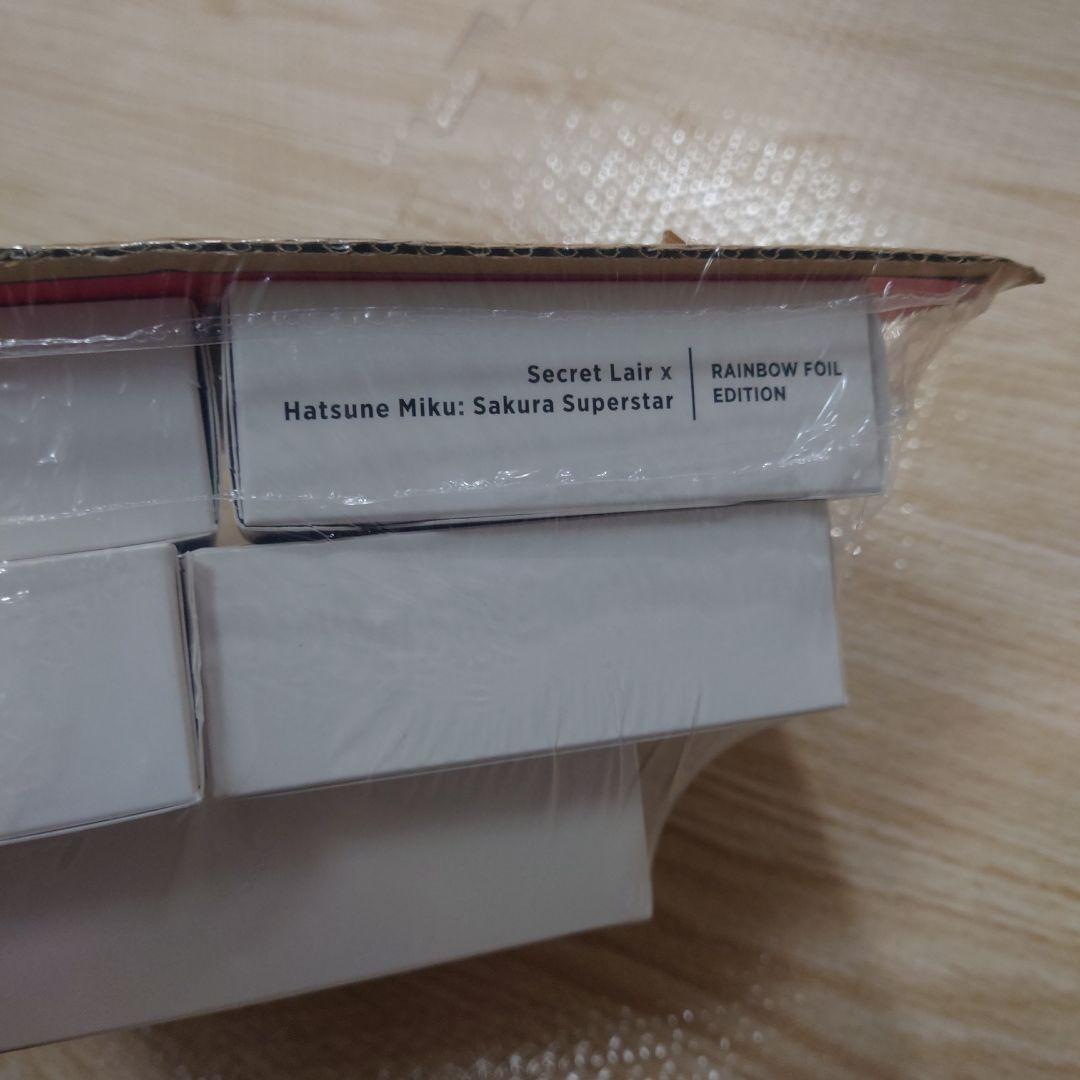 Secret Lair x
Hatsune Miku: Sakura Superstar
RAINBOW FOIL
EDITION